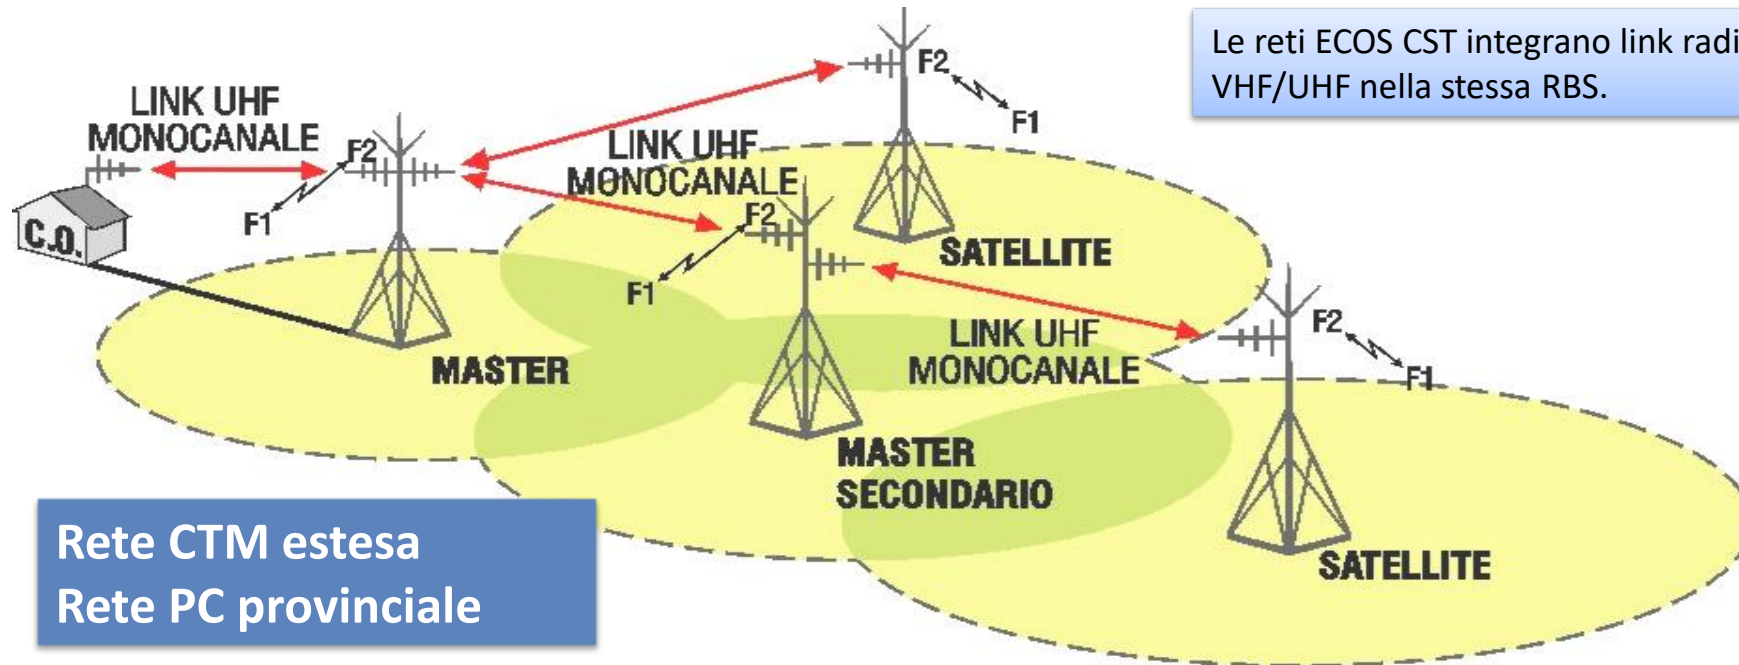 Le reti ECOS CST integrano link radi
VHF/UHF nella stessa RBS.
LINK UHF
MONOCANALE
F2
F1
C.O.
MASTER
LINK UHF
MONOCANALE
F2
F1
SATELLITE
F2
F1
MASTER
SECONDARIO
LINK UHF
MONOCANALE
F2
F1
SATELLITE
Rete CTM estesa
Rete PC provinciale